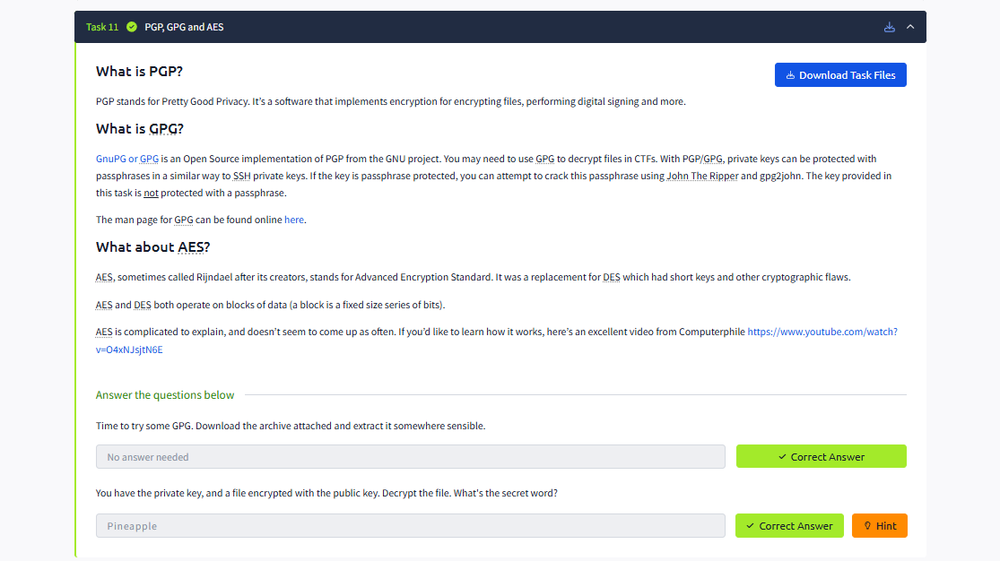 Task 11 PGP, GPG and AES
What is PGP?
Download Task Files
PGP stands for Pretty Good Privacy. It's a software that implements encryption for encrypting files, performing digital signing and more.
What is GPG?
GnuPG or GPG is an Open Source implementation of PGP from the GNU project. You may need to use GPG to decrypt files in CTFs. With PGP/GPG, private keys can be protected with
passphrases in a similar way to SSH private keys. If the key is passphrase protected, you can attempt to crack this passphrase using John The Ripper and gpg2john. The key provided in
this task is not protected with a passphrase.
The man page for GPG can be found online here.
What about AES?
AES, sometimes called Rijndael after its creators, stands for Advanced Encryption Standard. It was a replacement for DES which had short keys and other cryptographic flaws.
AES and DES both operate on blocks of data (a block is a fixed size series of bits).
AES is complicated to explain, and doesn't seem to come up as often. If you'd like to learn how it works, here's an excellent video from Computerphile https://www.youtube.com/watch?
v=O4xNJsjtN6E
Answer the questions below
Time to try some GPG. Download the archive attached and extract it somewhere sensible.
No answer needed
Correct Answer
You have the private key, and a file encrypted with the public key. Decrypt the file. What's the secret word?
Pineapple
Correct Answer
Hint